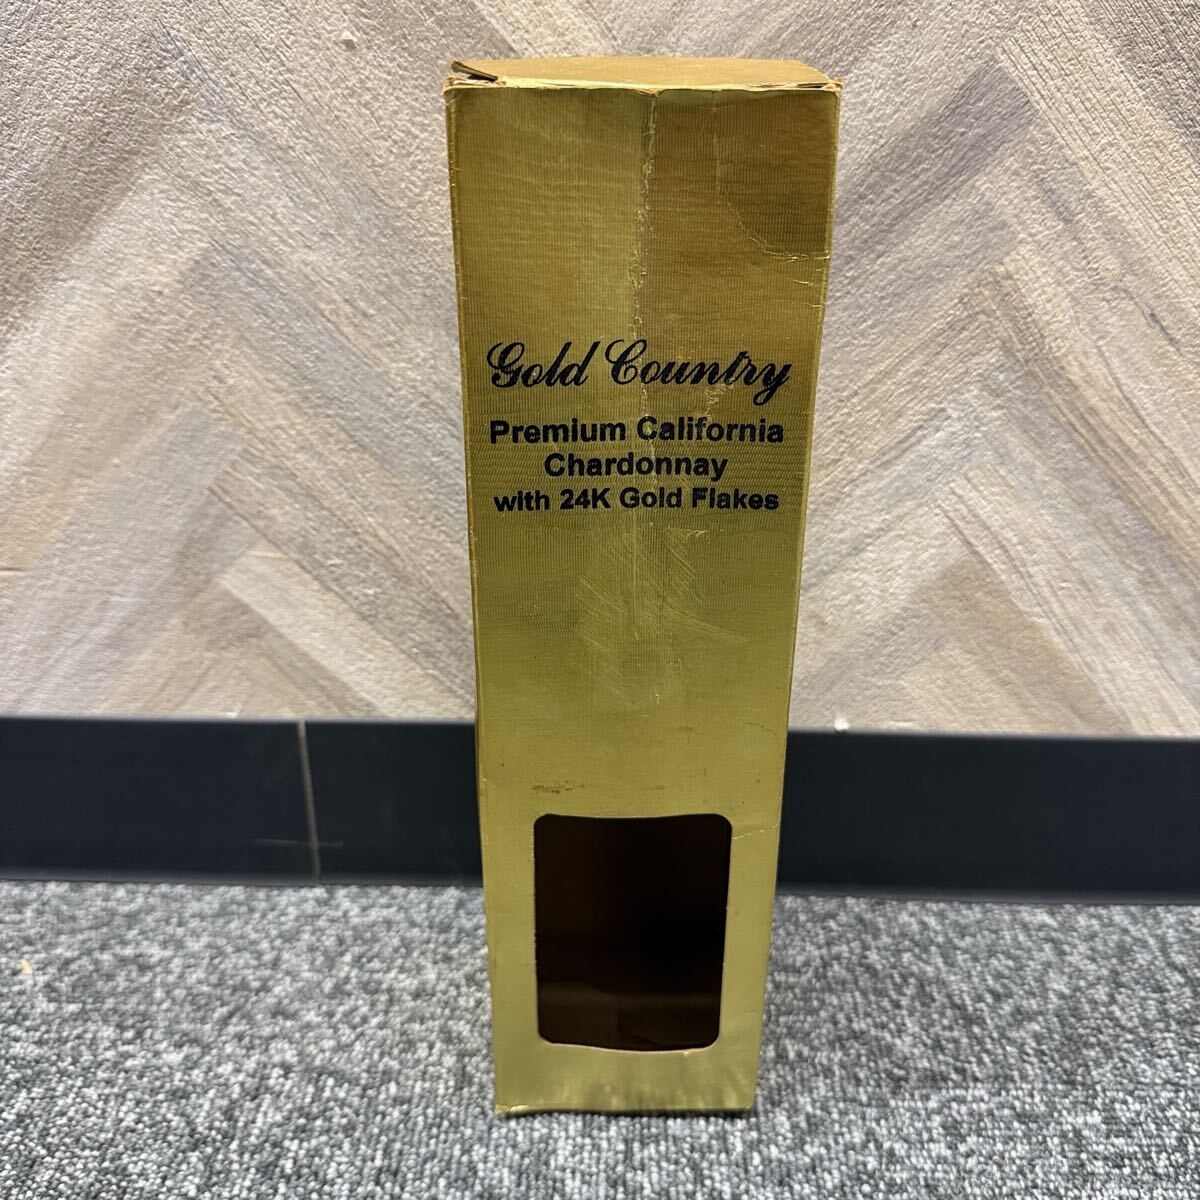 Gold Country
Premium California
Chardonnay
with 24K Gold Flakes